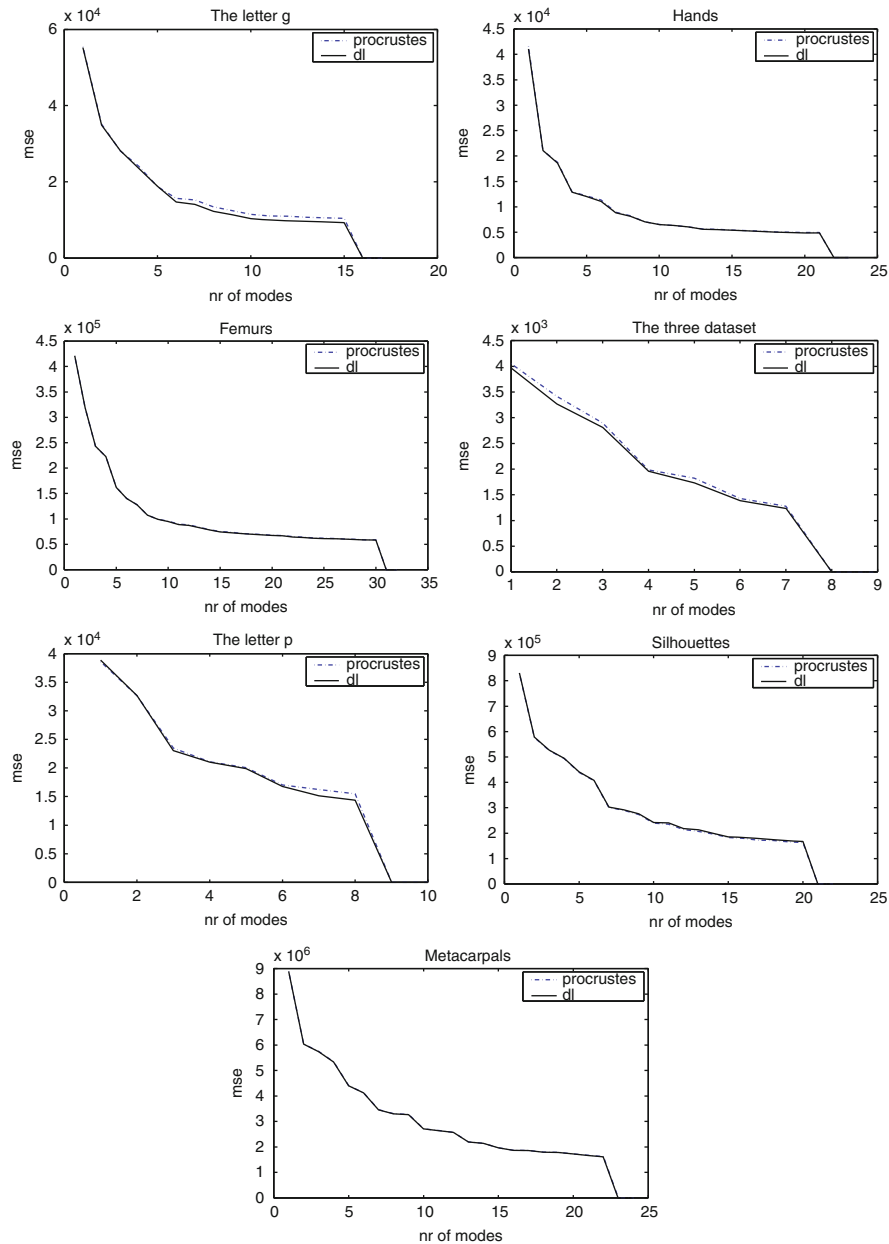 The letter g
x 10^4
procrustes
dl
6
4
2
0
mse
0 5 10 15 20
nr of modes
Hands
x 10^4
procrustes
dl
4.5
4
3.5
3
2.5
2
1.5
1
0.5
0
mse
0 5 10 15 20 25
nr of modes
Femurs
x 10^5
procrustes
dl
4.5
4
3.5
3
2.5
2
1.5
1
0.5
0
mse
0 5 10 15 20 25 30 35
nr of modes
The three dataset
x 10^3
procrustes
dl
4.5
4
3.5
3
2.5
2
1.5
1
0.5
0
mse
1 2 3 4 5 6 7 8 9
nr of modes
The letter p
x 10^4
procrustes
dl
4
3.5
3
2.5
2
1.5
1
0.5
0
mse
0 2 4 6 8 10
nr of modes
Silhouettes
x 10^5
procrustes
dl
9
8
7
6
5
4
3
2
1
0
mse
0 5 10 15 20 25
nr of modes
Metacarpals
x 10^6
procrustes
dl
9
8
7
6
5
4
3
2
1
0
mse
0 5 10 15 20 25
nr of modes